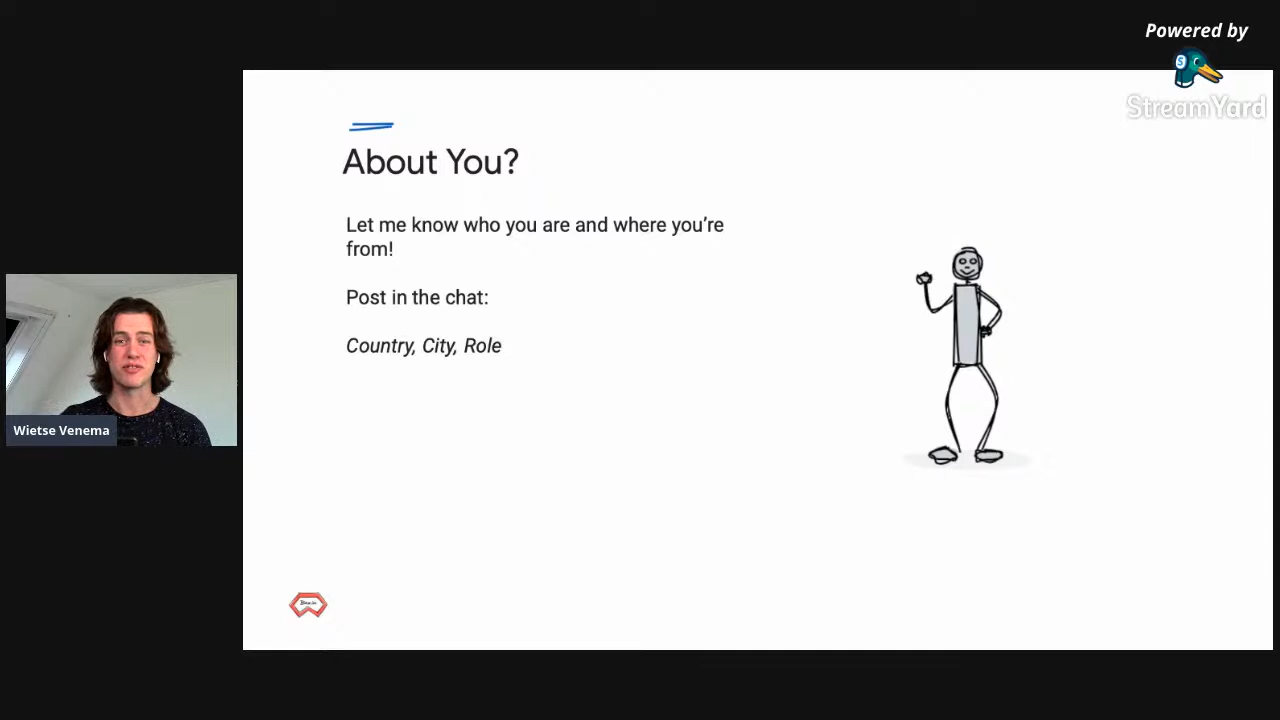 Powered by
StreamYard
About You?
Let me know who you are and where you're
from!
Post in the chat:
Country, City, Role
Wietse Venema